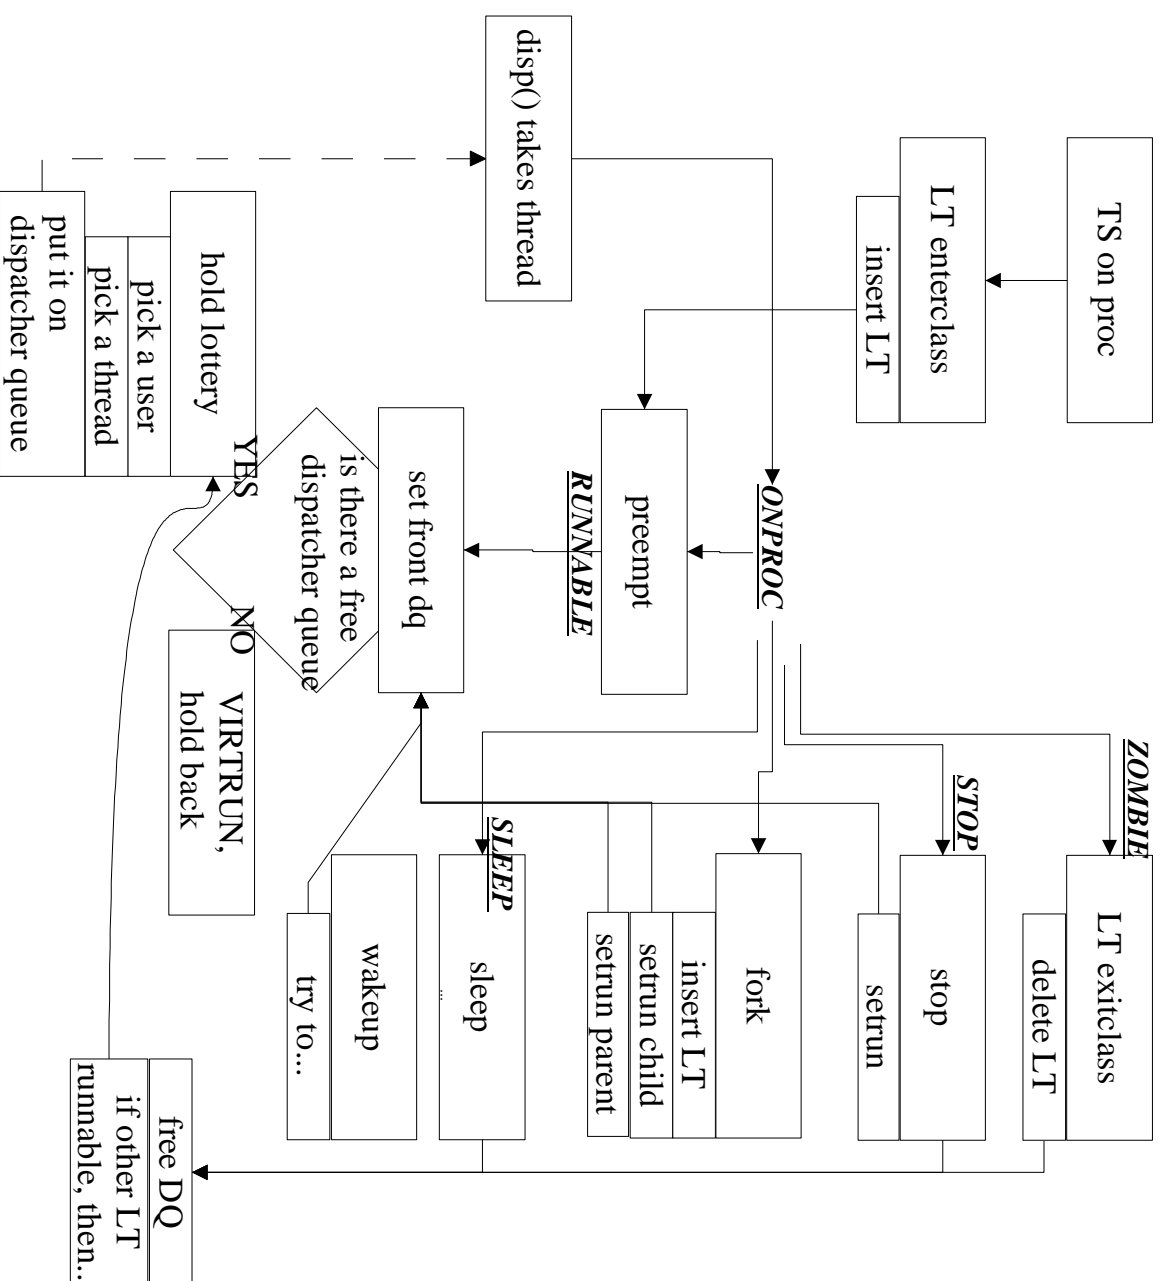 TS on proc
LT enterclass
insert LT
disp() takes thread
ONPROC
preempt
RUNNABLE
set front dq
is there a free
dispatcher queue
YES
NO
hold lottery
pick a user
pick a thread
put it on
dispatcher queue
VIRTRUN,
hold back
ZOMBIE
LT exitclass
delete LT
STOP
stop
setrun
fork
insert LT
setrun child
setrun parent
SLEEP
sleep
...
wakeup
try to...
free DQ
if other LT
runnable, then...